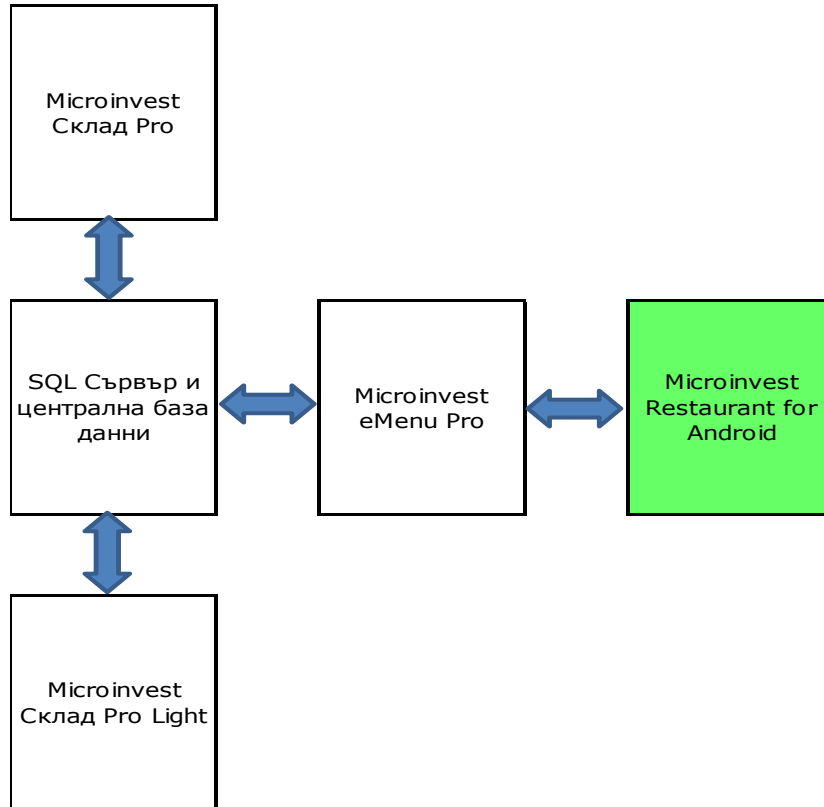 Microinvest
Склад Pro
SQL Сървър и
централна база
данни
Microinvest
eMenu Pro
Microinvest
Restaurant for
Android
Microinvest
Склад Pro Light